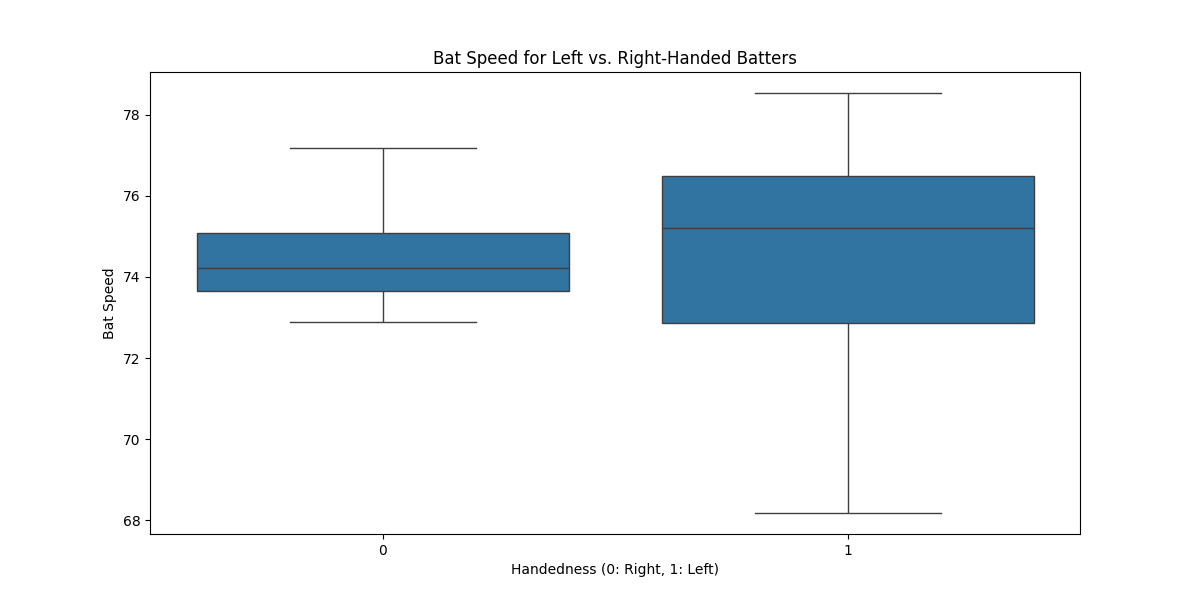 Bat Speed for Left vs. Right-Handed Batters
78
76
74
72
70
68
Bat Speed
0
1
Handedness (0: Right, 1: Left)